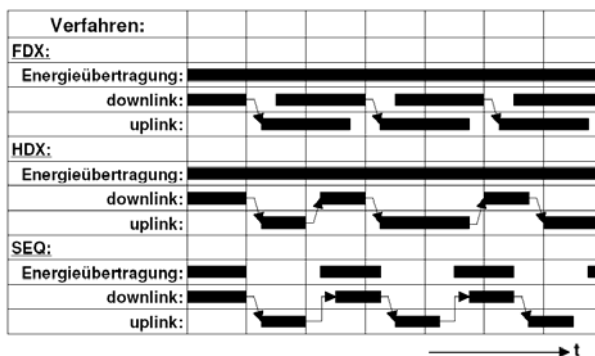 Verfahren:
FDX:
Energieübertragung:
downlink:
uplink:
HDX:
Energieübertragung:
downlink:
uplink:
SEQ:
Energieübertragung:
downlink:
uplink:
t